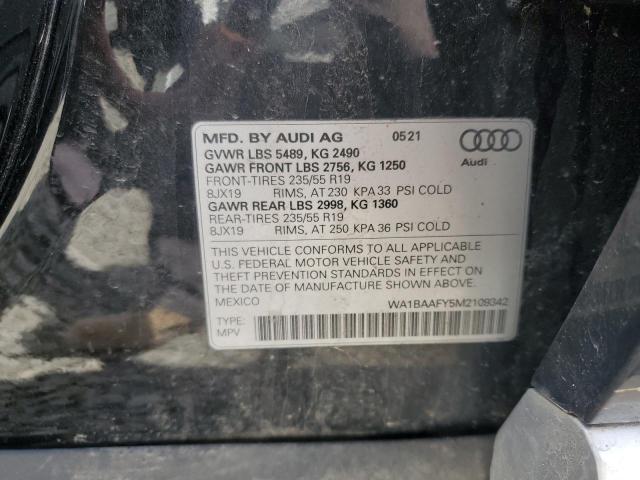 MFD. BY AUDI AG 0521
GVWR LBS 5489, KG 2490
GAWR FRONT LBS 2756, KG 1250
FRONT-TIRES 235/55 R19
8JX19 RIMS, AT 230 KPA 33 PSI COLD
GAWR REAR LBS 2998, KG 1360
REAR-TIRES 235/55 R19
8JX19 RIMS, AT 250 KPA 36 PSI COLD
Audi
THIS VEHICLE CONFORMS TO ALL APPLICABLE
U.S. FEDERAL MOTOR VEHICLE SAFETY AND
THEFT PREVENTION STANDARDS IN EFFECT ON
THE DATE OF MANUFACTURE SHOWN ABOVE.
MEXICO WA1BAAFY5M2109342
TYPE:
MPV